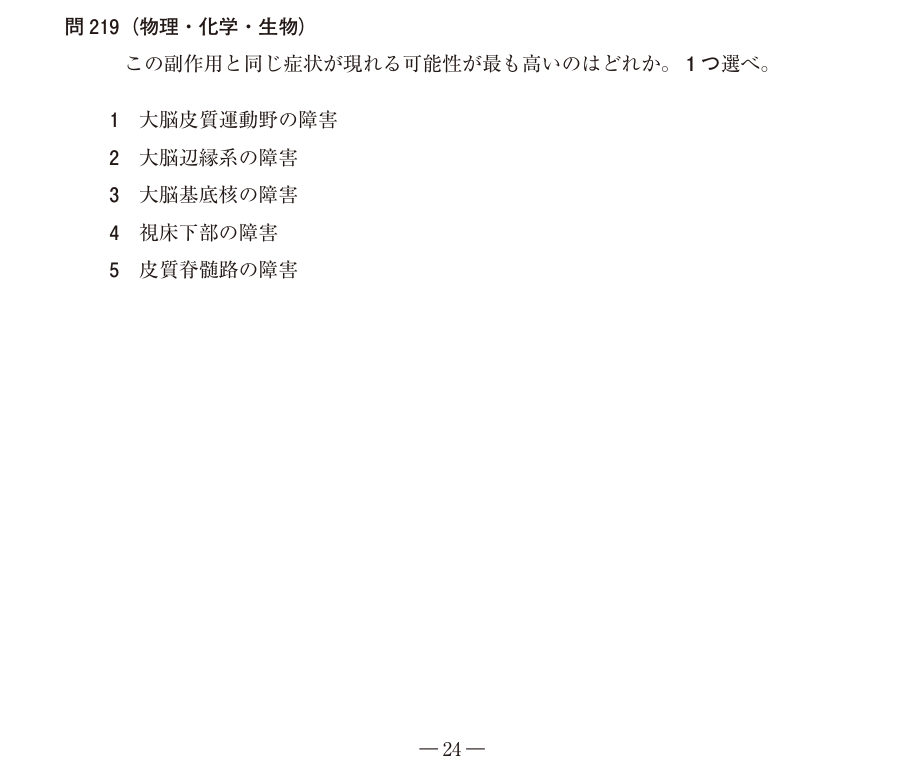 問 219（物理・化学・生物）
この副作用と同じ症状が現れる可能性が最も高いのはどれか。1つ選べ。
1 大脳皮質運動野の障害
2 大脳辺縁系の障害
3 大脳基底核の障害
4 視床下部の障害
5 皮質脊髄路の障害
― 24 ―